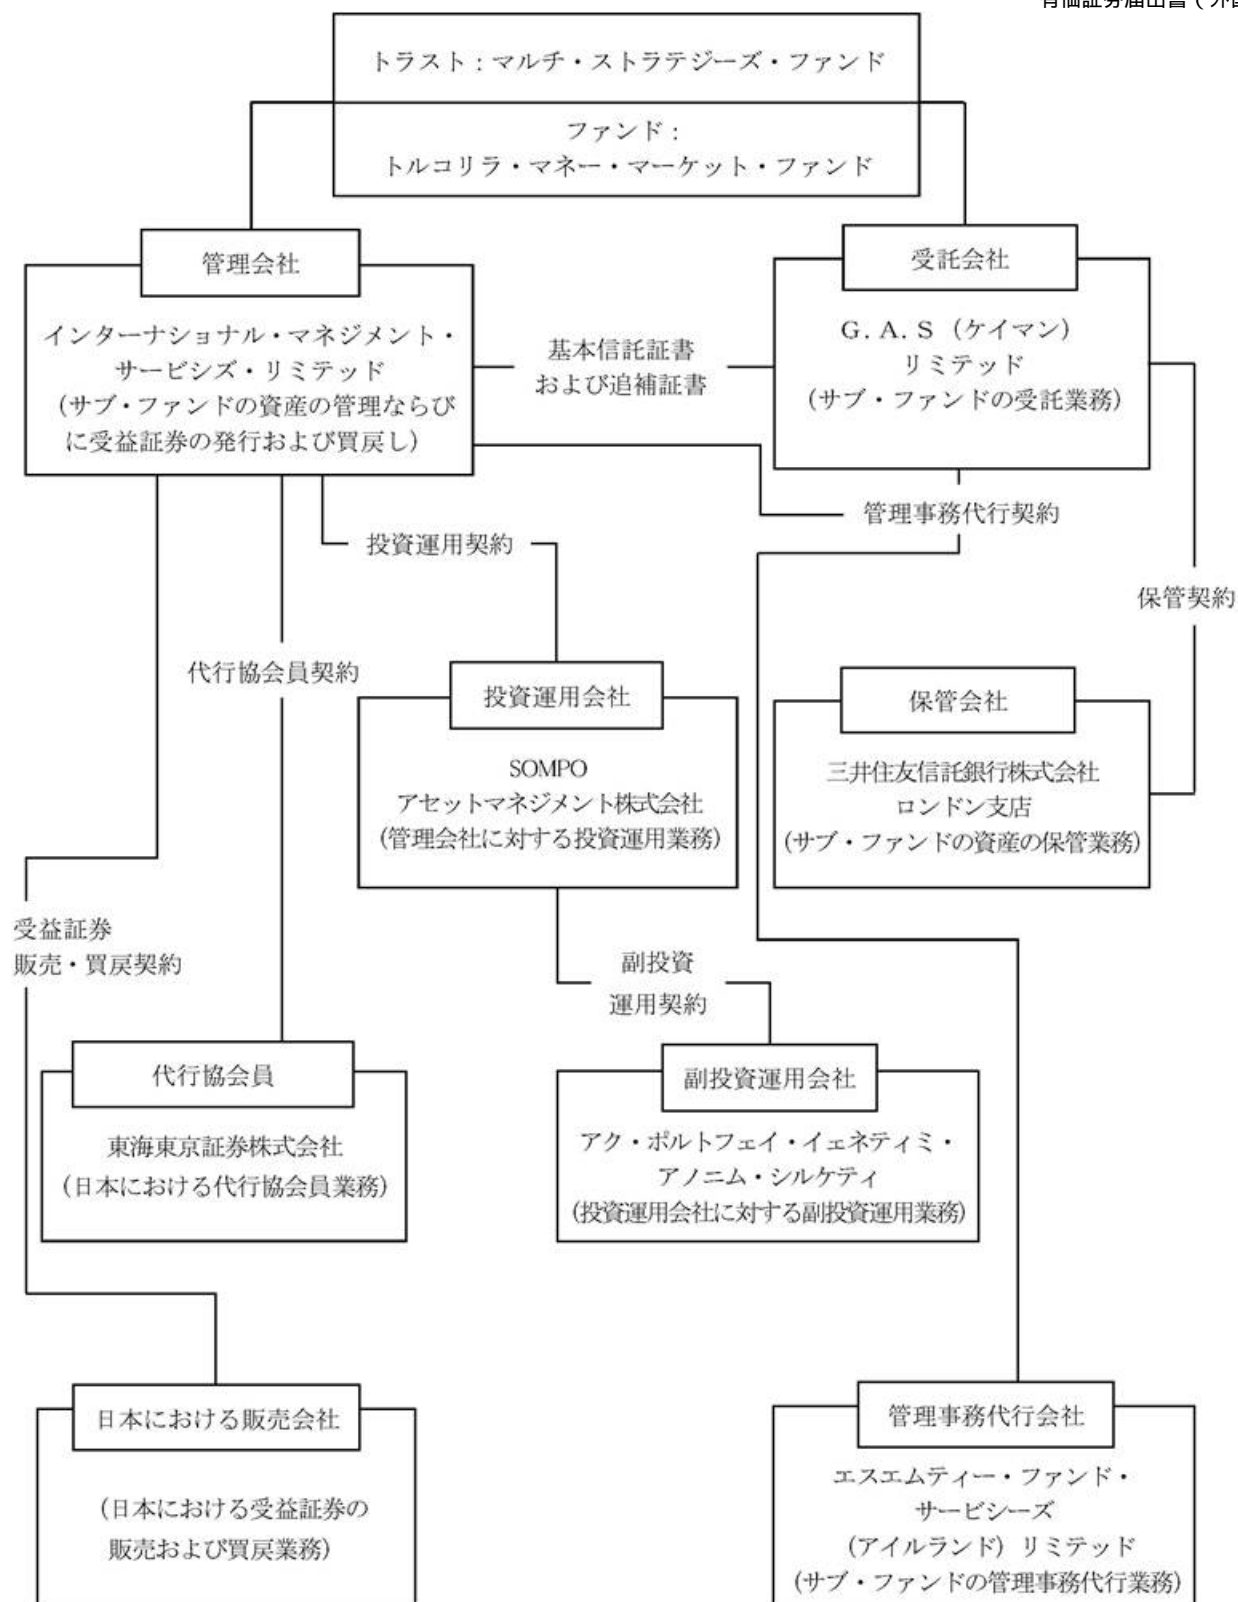 有価証券届出書（外国
トラスト：マルチ・ストラテジーズ・ファンド
ファンド：
トルコリラ・マネー・マーケット・ファンド
管理会社
インターナショナル・マネジメント・
サービシズ・リミテッド
（サブ・ファンドの資産の管理ならび
に受益証券の発行および買戻し）
基本信託証書
および追補証書
受託会社
G. A. S （ケイマン）
リミテッド
（サブ・ファンドの受託業務）
管理事務代行契約
投資運用契約
保管契約
代行協会員契約
投資運用会社
SOMPO
アセットマネジメント株式会社
（管理会社に対する投資運用業務）
保管会社
三井住友信託銀行株式会社
ロンドン支店
（サブ・ファンドの資産の保管業務）
受益証券
販売・買戻契約
副投資
運用契約
代行協会員
東海東京証券株式会社
（日本における代行協会員業務）
副投資運用会社
アク・ポルトフェイ・イェネティミ・
アノニム・シルケティ
（投資運用会社に対する副投資運用業務）
日本における販売会社
（日本における受益証券の
販売および買戻業務）
管理事務代行会社
エスエムティー・ファンド・
サービシーズ
（アイルランド）リミテッド
（サブ・ファンドの管理事務代行業務）